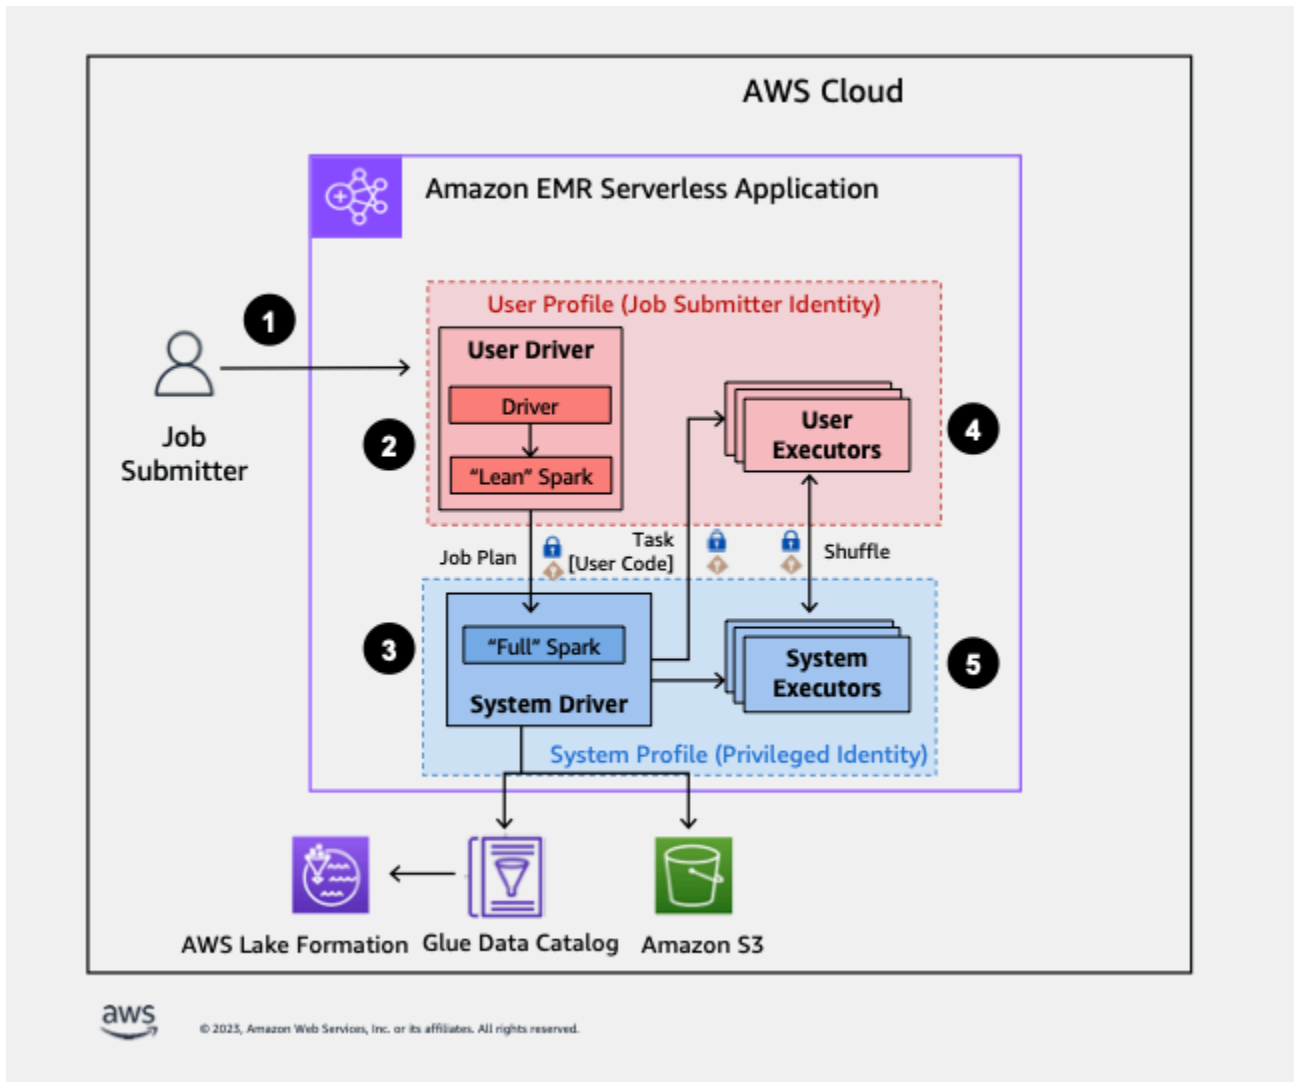 AWS Cloud
Amazon EMR Serverless Application
User Profile (Job Submitter Identity)
1
Job
Submitter
User Driver
Driver
"Lean" Spark
2
User
Executors
4
Job Plan
Task
[User Code]
Shuffle
3
"Full" Spark
System Driver
System
Executors
5
System Profile (Privileged Identity)
AWS Lake Formation
Glue Data Catalog
Amazon S3
aws
© 2023, Amazon Web Services, Inc. or its affiliates. All rights reserved.